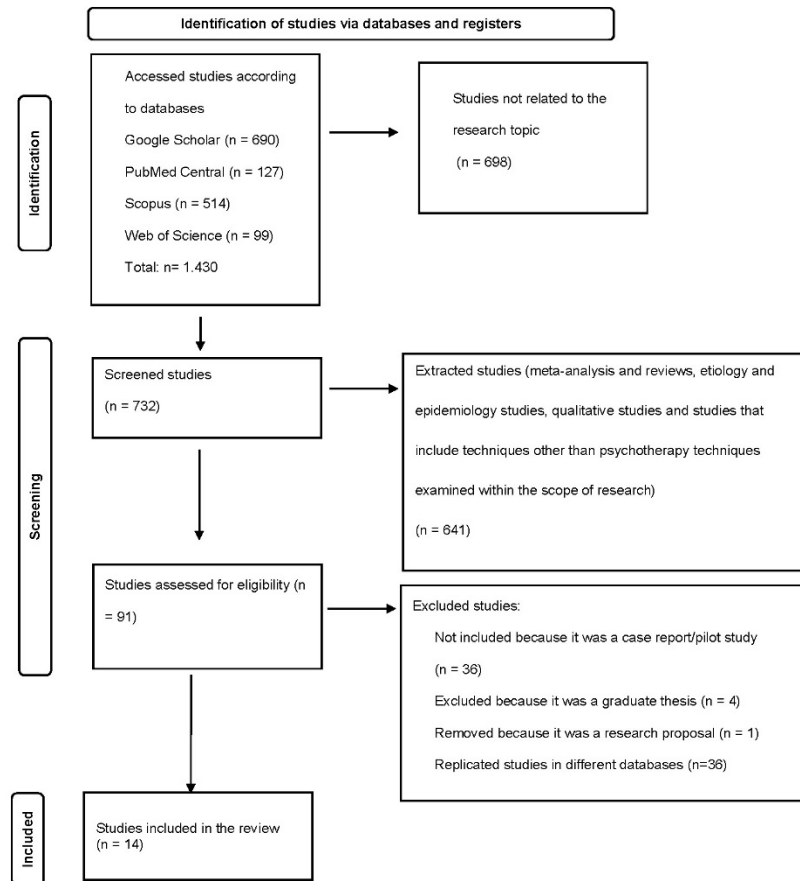 Identification of studies via databases and registers
Identification
Accessed studies according
to databases
Google Scholar (n = 690)
PubMed Central (n = 127)
Scopus (n = 514)
Web of Science (n = 99)
Total: n= 1.430
Studies not related to the
research topic
(n = 698)
Screening
Screened studies
(n = 732)
Extracted studies (meta-analysis and reviews, etiology and
epidemiology studies, qualitative studies and studies that
include techniques other than psychotherapy techniques
examined within the scope of research)
(n = 641)
Studies assessed for eligibility (n
= 91)
Excluded studies:
Not included because it was a case report/pilot study
(n = 36)
Excluded because it was a graduate thesis (n = 4)
Removed because it was a research proposal (n = 1)
Replicated studies in different databases (n=36)
Included
Studies included in the review
(n = 14)